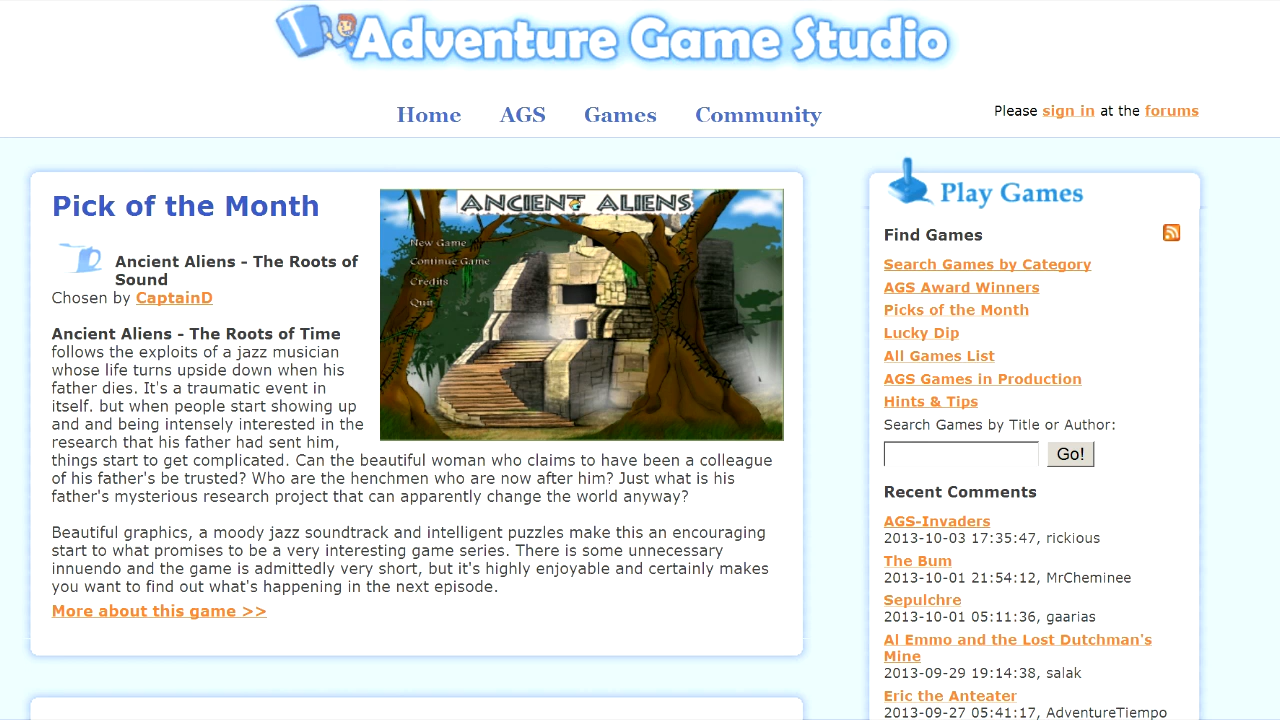 Adventure Game Studio
Home
AGS
Games
Community
Please sign in at the forums
Pick of the Month
Ancient Aliens - The Roots of
Sound
Chosen by CaptainD
Ancient Aliens - The Roots of Time
follows the exploits of a jazz musician
whose life turns upside down when his
father dies. It's a traumatic event in
itself. but when people start showing up
and and being intensely interested in the
research that his father had sent him,
things start to get complicated. Can the beautiful woman who claims to have been a colleague
of his father's be trusted? Who are the henchmen who are now after him? Just what is his
father's mysterious research project that can apparently change the world anyway?
Beautiful graphics, a moody jazz soundtrack and intelligent puzzles make this an encouraging
start to what promises to be a very interesting game series. There is some unnecessary
innuendo and the game is admittedly very short, but it's highly enjoyable and certainly makes
you want to find out what's happening in the next episode.
More about this game >>
ANCIENT ALIENS
New Game
Continue Game
Credits
Quit
Play Games
Find Games
Search Games by Category
AGS Award Winners
Picks of the Month
Lucky Dip
All Games List
AGS Games in Production
Hints & Tips
Search Games by Title or Author:
Go!
Recent Comments
AGS-Invaders
2013-10-03 17:35:47, rickious
The Bum
2013-10-01 21:54:12, MrCheminee
Sepulchre
2013-10-01 05:11:36, gaarias
Al Emmo and the Lost Dutchman's
Mine
2013-09-29 19:14:38, salak
Eric the Anteater
2013-09-27 05:41:17, AdventureTiempo